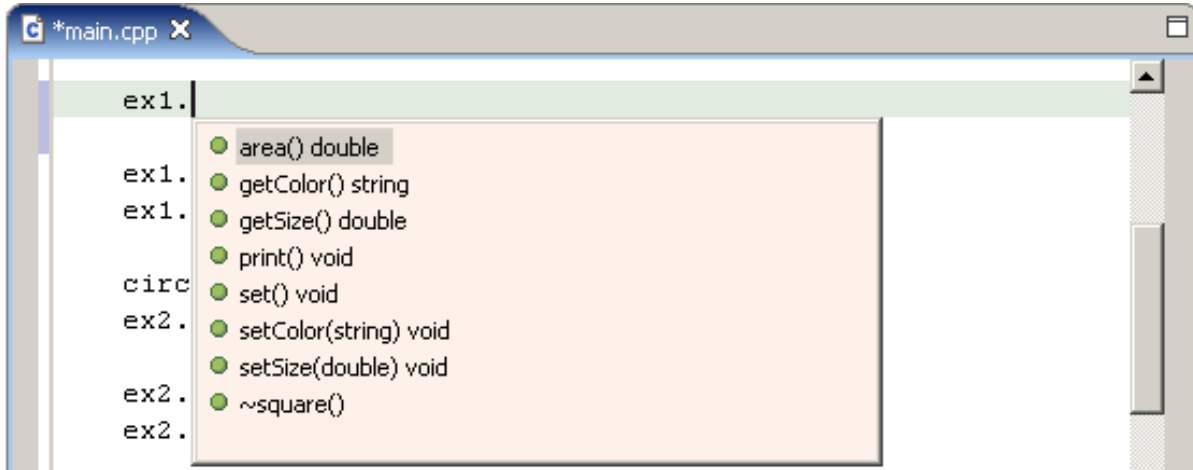 *main.cpp
ex1.
area() double
getColor() string
getSize() double
print() void
set() void
setColor(string) void
setSize(double) void
~square()
ex1.
ex1.
circ
ex2.
ex2.
ex2.